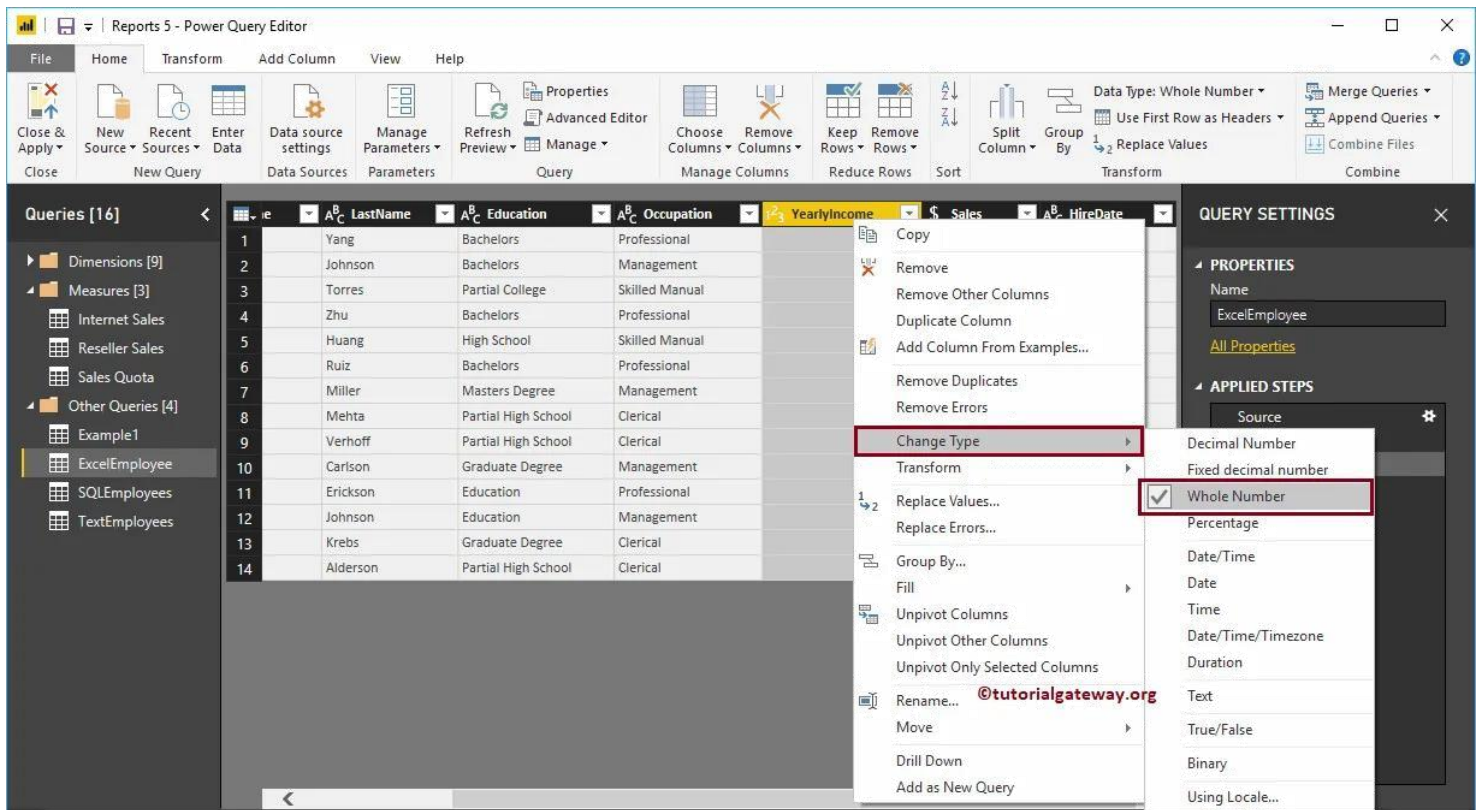 Reports 5 - Power Query Editor
File Home Transform Add Column View Help
Close & Apply
New Source
Recent Sources
Enter Data
Data source settings
Manage Parameters
Refresh Preview
Properties
Advanced Editor
Manage
Choose Columns
Remove Columns
Keep Rows
Remove Rows
Split Column
Group By
Data Type: Whole Number
Use First Row as Headers
1 2 Replace Values
Merge Queries
Append Queries
Combine Files
Close New Query Data Sources Parameters Query Manage Columns Reduce Rows Sort Transform Combine
Queries [16]
Dimensions [9]
Measures [3]
Internet Sales
Reseller Sales
Sales Quota
Other Queries [4]
Example1
ExcelEmployee
SQLEmployees
TextEmployees
e ABC LastName ABC Education ABC Occupation 123 YearlyIncome $ Sales ABC HireDate
1 Yang Bachelors Professional
2 Johnson Bachelors Management
3 Torres Partial College Skilled Manual
4 Zhu Bachelors Professional
5 Huang High School Skilled Manual
6 Ruiz Bachelors Professional
7 Miller Masters Degree Management
8 Mehta Partial High School Clerical
9 Verhoff Partial High School Clerical
10 Carlson Graduate Degree Management
11 Erickson Education Professional
12 Johnson Education Management
13 Krebs Graduate Degree Clerical
14 Alderson Partial High School Clerical
Copy
Remove
Remove Other Columns
Duplicate Column
Add Column From Examples...
Remove Duplicates
Remove Errors
Change Type
Transform
1 2 Replace Values...
Replace Errors...
Group By...
Fill
Unpivot Columns
Unpivot Other Columns
Unpivot Only Selected Columns
Rename...
Move
Drill Down
Add as New Query
©tutorialgateway.org
Decimal Number
Fixed decimal number
Whole Number
Percentage
Date/Time
Date
Time
Date/Time/Timezone
Duration
Text
True/False
Binary
Using Locale...
QUERY SETTINGS
PROPERTIES
Name
ExcelEmployee
All Properties
APPLIED STEPS
Source